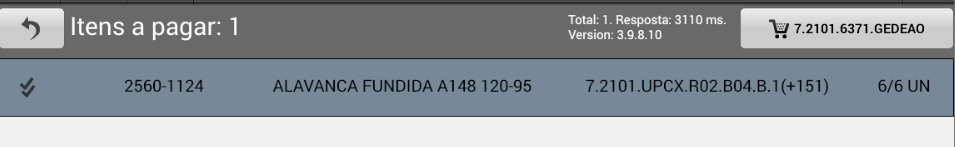 Itens a pagar: 1
Total: 1. Resposta: 3110 ms.
Version: 3.9.8.10
7.2101.6371.GEDEAO
2560-1124 ALAVANCA FUNDIDA A148 120-95 7.2101.UPCX.R02.B04.B.1(+151) 6/6 UN